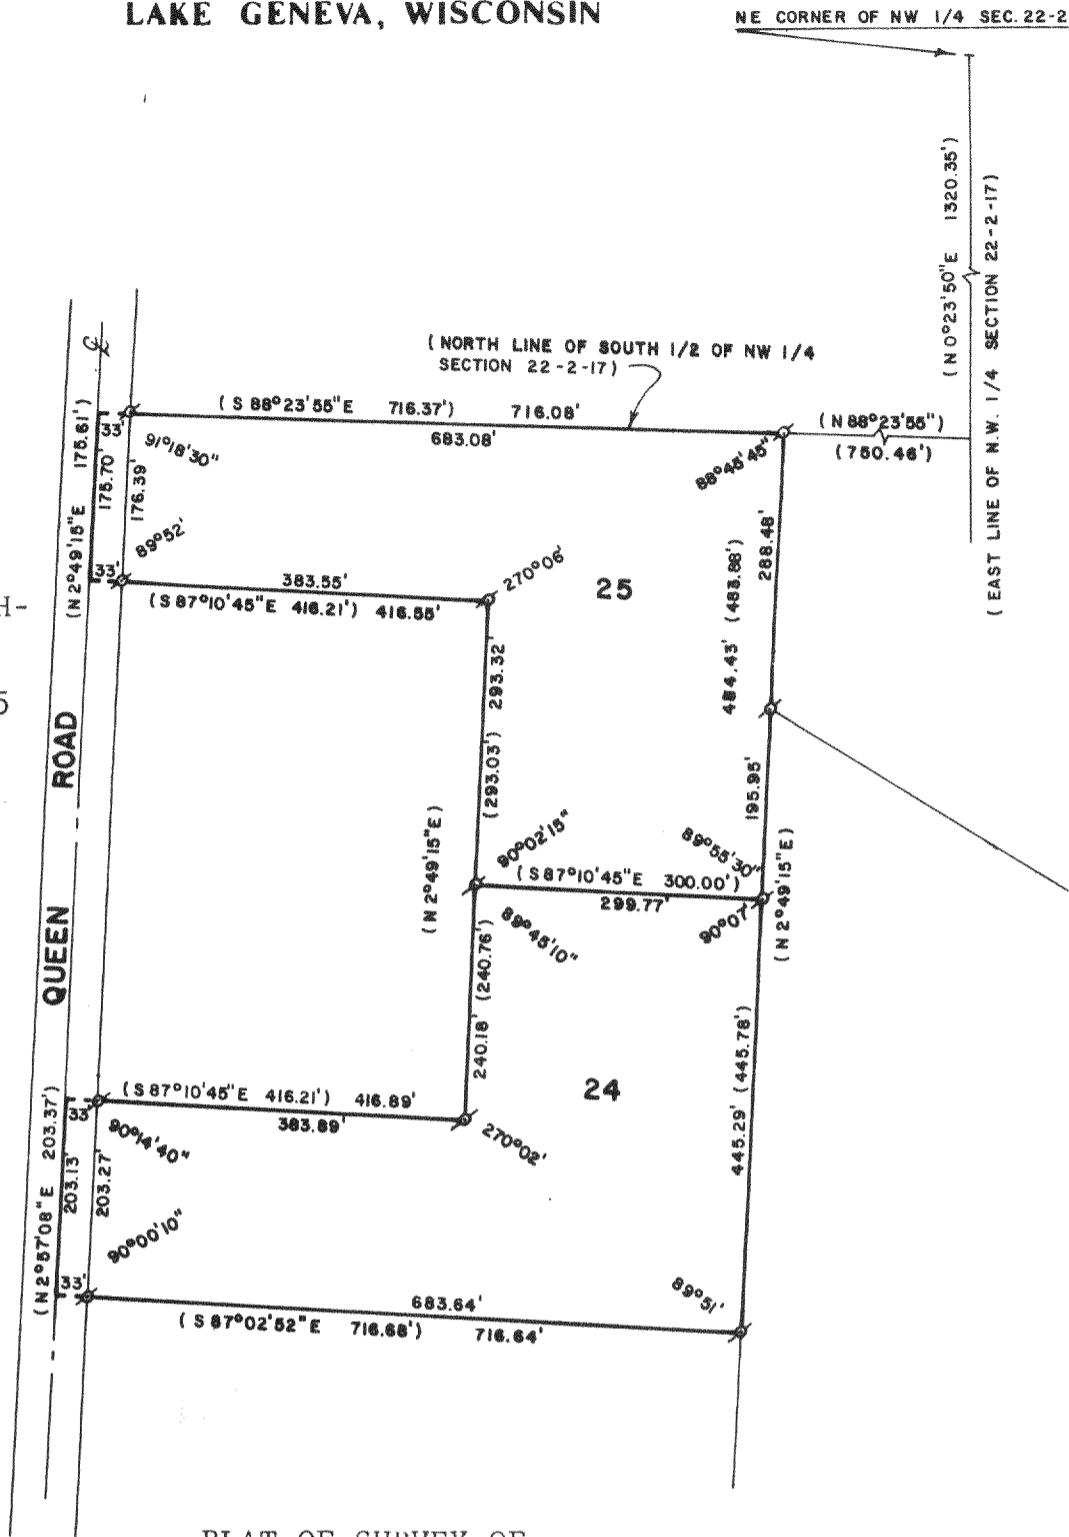 LAKE GENEVA, WISCONSIN
NE CORNER OF NW 1/4 SEC. 22-2
(N 0°23'50"E 1320.35')
(EAST LINE OF N.W. 1/4 SECTION 22-2-17)
(NORTH LINE OF SOUTH 1/2 OF NW 1/4
SECTION 22-2-17)
(S 88°23'55"E 716.37') 716.08'
683.08'
(N 88°23'55")
(750.46')
33'
91°18'30"
88°45'45"
(N 2°49'15"E 175.61')
175.70'
176.39'
89°52'
33'
383.55'
(S 87°10'45"E 416.21') 416.55'
270°06'
25
288.48'
484.43' (483.88')
H-
5
(293.03') 293.32'
195.95'
QUEEN ROAD
(N 2°49'15"E)
90°02'15"
89°55'30"
(S 87°10'45"E 300.00')
299.77'
(N 2°49'15"E)
89°45'10"
90°07'
240.18' (240.76')
445.29' (445.78')
24
(S 87°10'45"E 416.21') 416.89'
383.89'
33'
90°14'40"
270°02'
(N 2°57'08"E 203.37')
203.13'
203.27'
90°00'10"
33'
89°51'
683.64'
(S 87°02'52"E 716.68') 716.64'
PLAT OF SURVEY OF